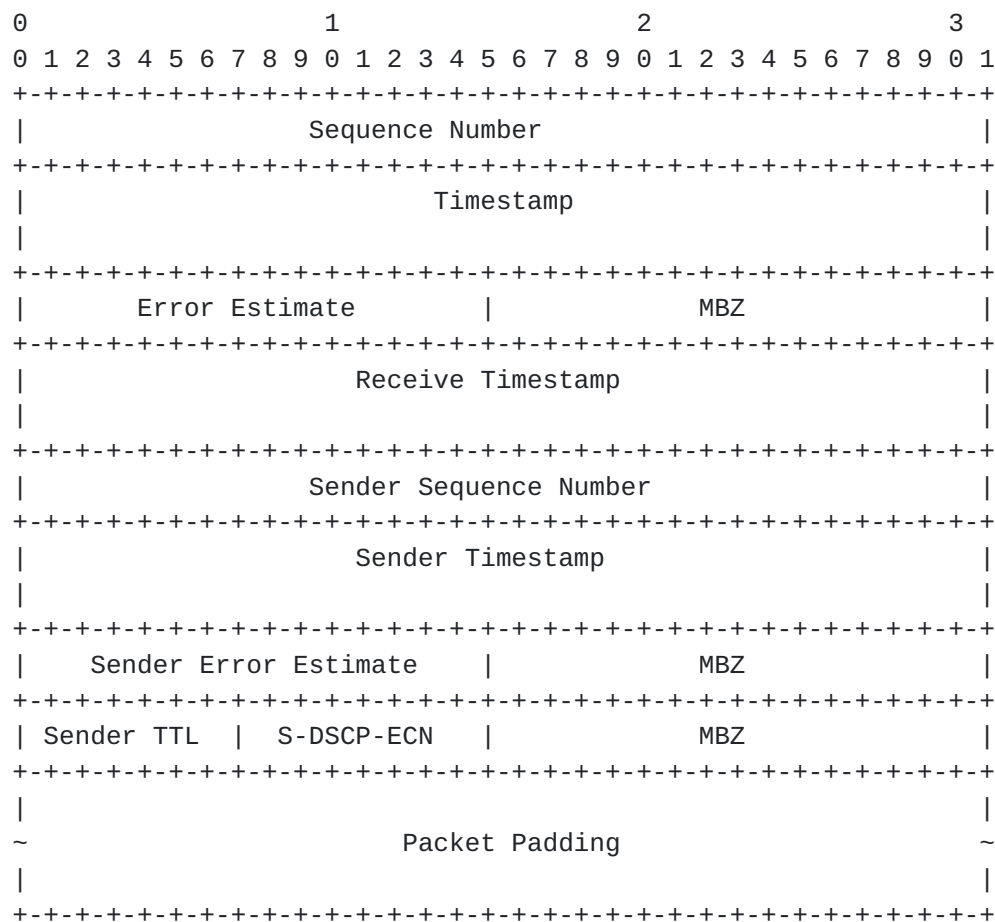 0                   1                   2                   3
0 1 2 3 4 5 6 7 8 9 0 1 2 3 4 5 6 7 8 9 0 1 2 3 4 5 6 7 8 9 0 1
+-+-+-+-+-+-+-+-+-+-+-+-+-+-+-+-+-+-+-+-+-+-+-+-+-+-+-+-+-+-+-+
|                  Sequence Number                            |
+-+-+-+-+-+-+-+-+-+-+-+-+-+-+-+-+-+-+-+-+-+-+-+-+-+-+-+-+-+-+-+
|                          Timestamp                          |
|                                                             |
+-+-+-+-+-+-+-+-+-+-+-+-+-+-+-+-+-+-+-+-+-+-+-+-+-+-+-+-+-+-+-+
|       Error Estimate        |             MBZ               |
+-+-+-+-+-+-+-+-+-+-+-+-+-+-+-+-+-+-+-+-+-+-+-+-+-+-+-+-+-+-+-+
|                     Receive Timestamp                       |
|                                                             |
+-+-+-+-+-+-+-+-+-+-+-+-+-+-+-+-+-+-+-+-+-+-+-+-+-+-+-+-+-+-+-+
|                  Sender Sequence Number                     |
+-+-+-+-+-+-+-+-+-+-+-+-+-+-+-+-+-+-+-+-+-+-+-+-+-+-+-+-+-+-+-+
|                     Sender Timestamp                        |
|                                                             |
+-+-+-+-+-+-+-+-+-+-+-+-+-+-+-+-+-+-+-+-+-+-+-+-+-+-+-+-+-+-+-+
|    Sender Error Estimate    |             MBZ               |
+-+-+-+-+-+-+-+-+-+-+-+-+-+-+-+-+-+-+-+-+-+-+-+-+-+-+-+-+-+-+-+
| Sender TTL  |  S-DSCP-ECN   |             MBZ               |
+-+-+-+-+-+-+-+-+-+-+-+-+-+-+-+-+-+-+-+-+-+-+-+-+-+-+-+-+-+-+-+
|                                                             |
~                        Packet Padding                       ~
|                                                             |
+-+-+-+-+-+-+-+-+-+-+-+-+-+-+-+-+-+-+-+-+-+-+-+-+-+-+-+-+-+-+-+